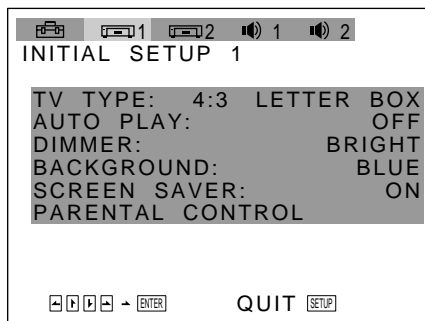 1 2 1 2
INITIAL SETUP 1
TV TYPE: 4:3 LETTER BOX
AUTO PLAY: OFF
DIMMER: BRIGHT
BACKGROUND: BLUE
SCREEN SAVER: ON
PARENTAL CONTROL
ENTER QUIT SETUP